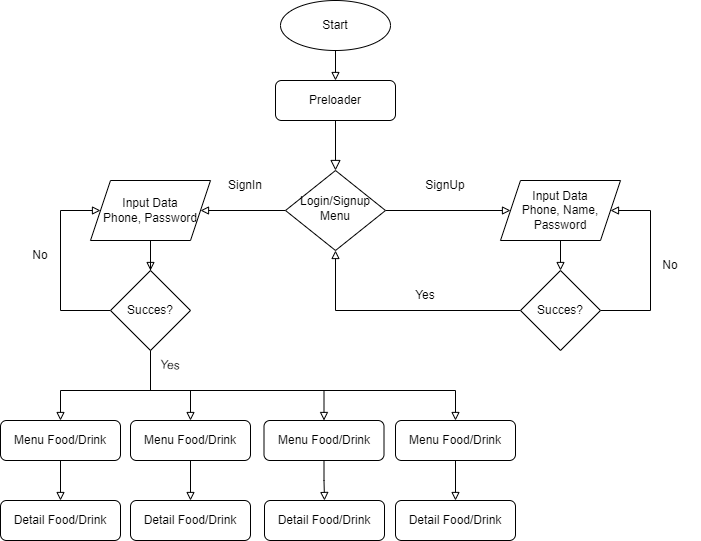 Start
Preloader
SignIn
SignUp
Login/Signup
Menu
Input Data
Phone, Password
Input Data
Phone, Name,
Password
No
No
Yes
Succes?
Succes?
Yes
Menu Food/Drink
Menu Food/Drink
Menu Food/Drink
Menu Food/Drink
Detail Food/Drink
Detail Food/Drink
Detail Food/Drink
Detail Food/Drink